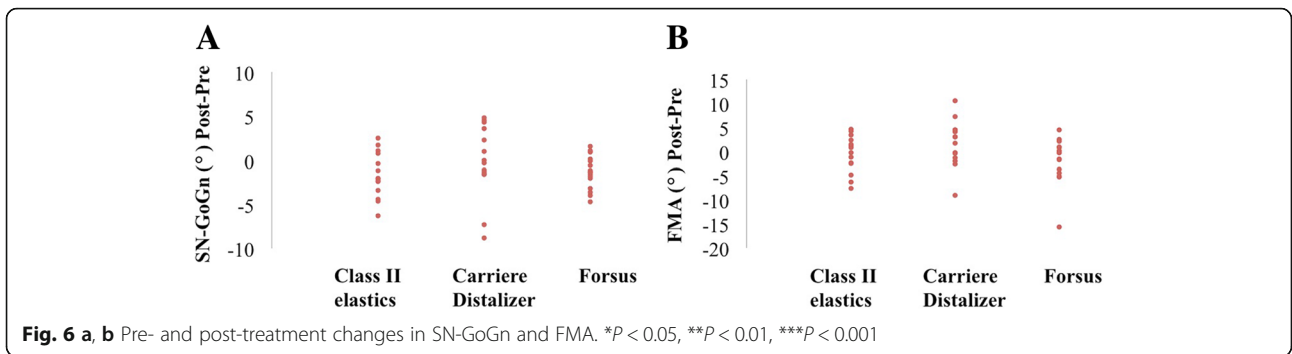 A
SN-GoGn (°) Post-Pre
10
5
0
-5
-10
Class II
elastics
Carriere
Distalizer
Forsus
B
FMA (°) Post-Pre
15
10
5
0
-5
-10
-15
-20
Class II
elastics
Carriere
Distalizer
Forsus
Fig. 6 a, b Pre- and post-treatment changes in SN-GoGn and FMA. *P < 0.05, **P < 0.01, ***P < 0.001